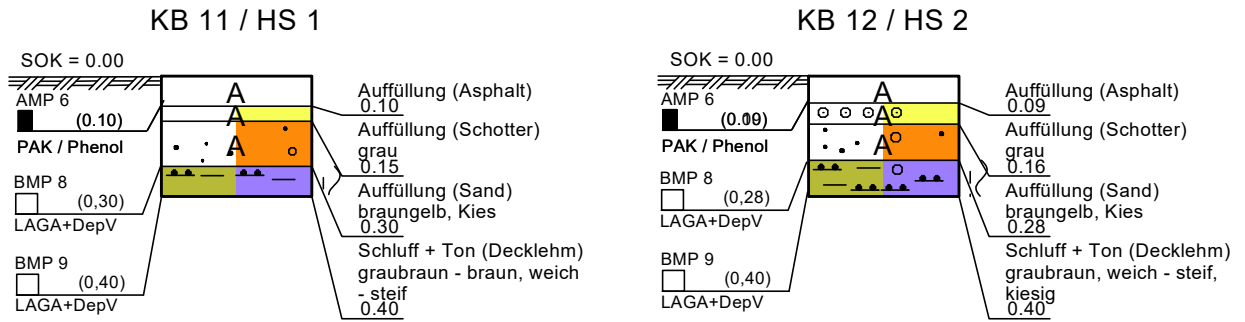 KB 11 / HS 1
SOK = 0.00
A
A
A
AMP 6
(0.10)
PAK / Phenol
BMP 8
(0,30)
LAGA+DepV
BMP 9
(0,40)
LAGA+DepV
Auffüllung (Asphalt)
0.10
Auffüllung (Schotter)
grau
0.15
Auffüllung (Sand)
braungelb, Kies
0.30
Schluff + Ton (Decklehm)
graubraun - braun, weich
- steif
0.40
KB 12 / HS 2
SOK = 0.00
A
A
A
AMP 6
PAK / Phenol
BMP 8
(0,28)
LAGA+DepV
BMP 9
(0,40)
LAGA+DepV
Auffüllung (Asphalt)
0.09
Auffüllung (Schotter)
grau
0.16
Auffüllung (Sand)
braungelb, Kies
0.28
Schluff + Ton (Decklehm)
graubraun, weich - steif,
kiesig
0.40